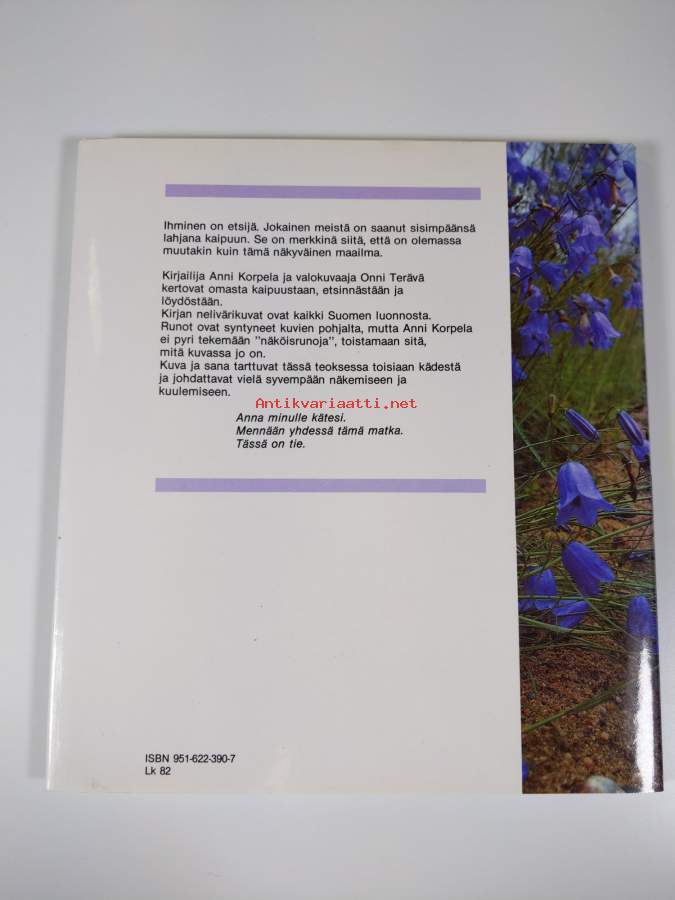 Ihminen on etsijä. Jokainen meistä on saanut sisimpäänsä
lahjana kaipuun. Se on merkkinä siitä, että on olemassa
muutakin kuin tämä näkyväinen maailma.
Kirjailija Anni Korpela ja valokuvaaja Onni Terävä
kertovat omasta kaipuustaan, etsinnästään ja
löydöstään.
Kirjan nelivärikuvat ovat kaikki Suomen luonnosta.
Runot ovat syntyneet kuvien pohjalta, mutta Anni Korpela
ei pyri tekemään "näköisrunoja", toistamaan sitä,
mitä kuvassa jo on.
Kuva ja sana tarttuvat tässä teoksessa toisiaan kädestä
ja johdattavat vielä syvempään näkemiseen ja
kuulemiseen.
Antikvariaatti.net
Anna minulle kätesi.
Mennään yhdessä tämä matka.
Tässä on tie.
ISBN 951-622-390-7
Lk 82